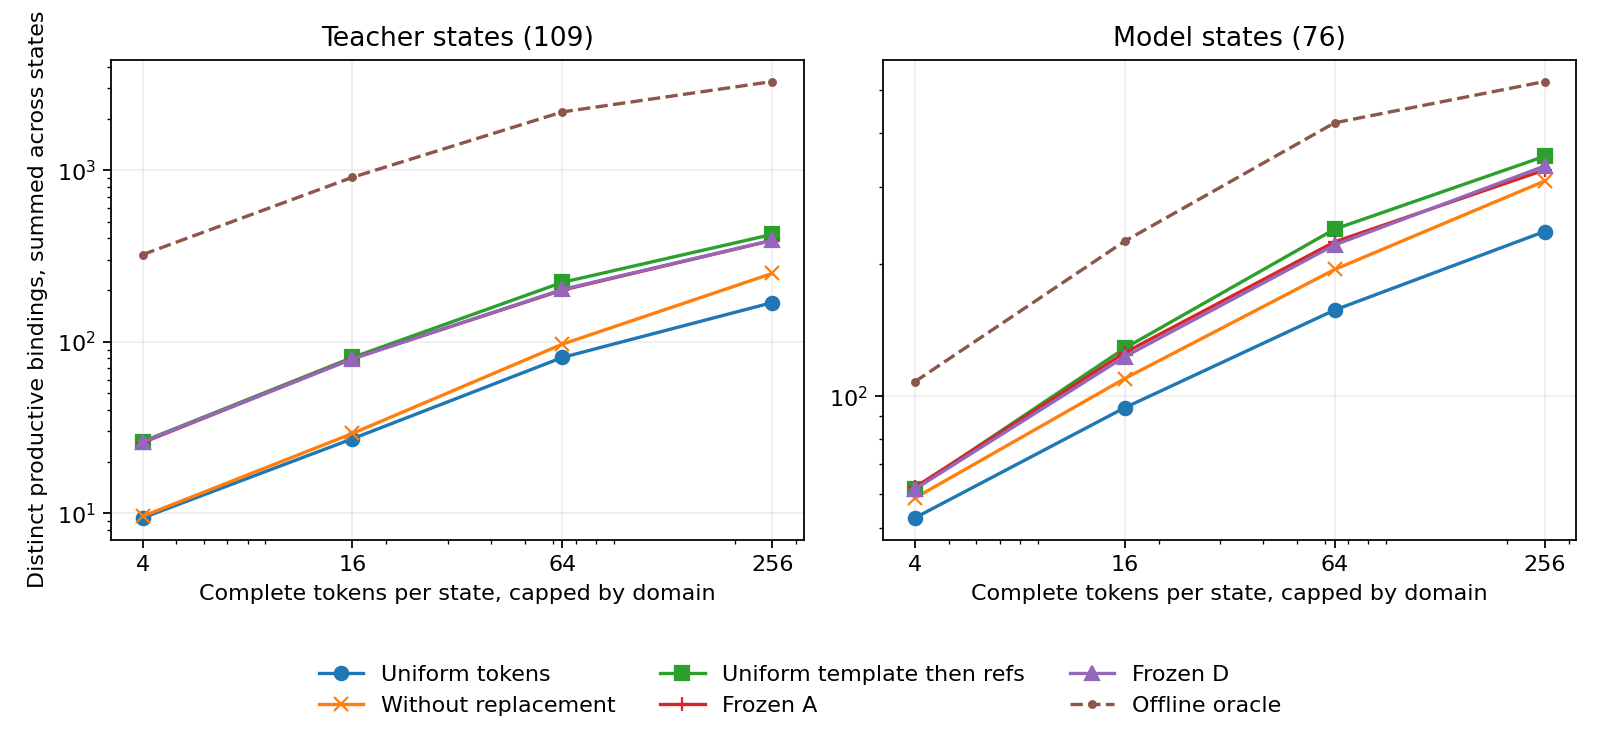 Teacher states (109)
Model states (76)
Distinct productive bindings, summed across states
10³
10²
10¹
4 16 64 256
Complete tokens per state, capped by domain
10²
4 16 64 256
Complete tokens per state, capped by domain
Uniform tokens
Without replacement
Uniform template then refs
Frozen A
Frozen D
Offline oracle